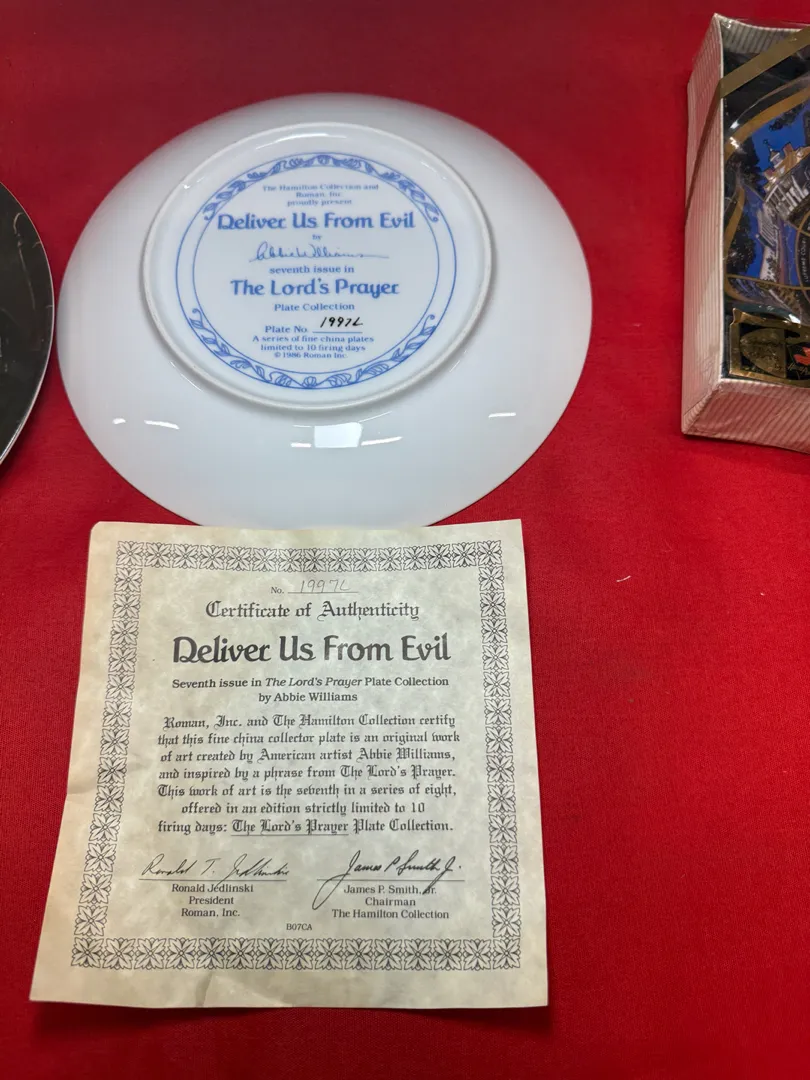 The Hamilton Collection and
Roman, Inc.
proudly present
Deliver Us From Evil
by
Abbie Williams
seventh issue in
The Lord's Prayer
Plate Collection
Plate No. 1997L
A series of fine china plates
limited to 10 firing days
© 1986 Roman Inc.
No. 1997L
Certificate of Authenticity
Deliver Us From Evil
Seventh issue in The Lord's Prayer Plate Collection
by Abbie Williams
Roman, Inc. and The Hamilton Collection certify
that this fine china collector plate is an original work
of art created by American artist Abbie Williams,
and inspired by a phrase from The Lord's Prayer.
This work of art is the seventh in a series of eight,
offered in an edition strictly limited to 10
firing days: The Lord's Prayer Plate Collection.
Ronald T. Jedlinski James P Smith Jr.
Ronald Jedlinski James P. Smith, Jr.
President Chairman
Roman, Inc. The Hamilton Collection
B07CA